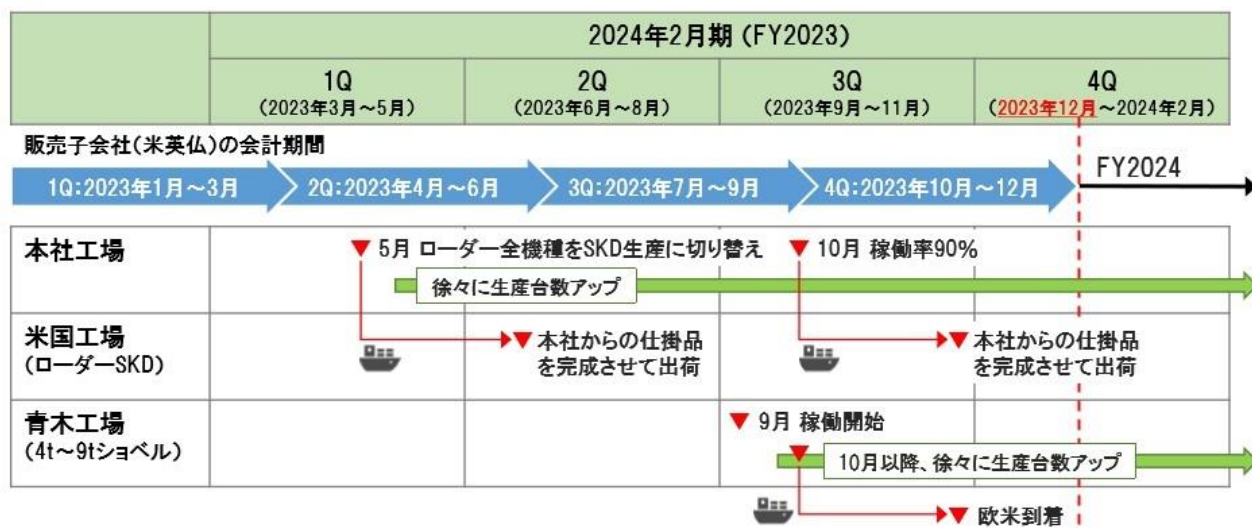 2024年2月期 (FY2023)
1Q
(2023年3月～5月)
2Q
(2023年6月～8月)
3Q
(2023年9月～11月)
4Q
(2023年12月～2024年2月)
販売子会社(米英仏)の会計期間
1Q:2023年1月～3月
2Q:2023年4月～6月
3Q:2023年7月～9月
4Q:2023年10月～12月
FY2024
本社工場
▼5月 ローダー全機種をSKD生産に切り替え
▼10月 稼働率90%
徐々に生産台数アップ
米国工場
(ローダーSKD)
▼本社からの仕掛品
を完成させて出荷
▼本社からの仕掛品
を完成させて出荷
青木工場
(4t～9tショベル)
▼9月 稼働開始
10月以降、徐々に生産台数アップ
▼欧米到着